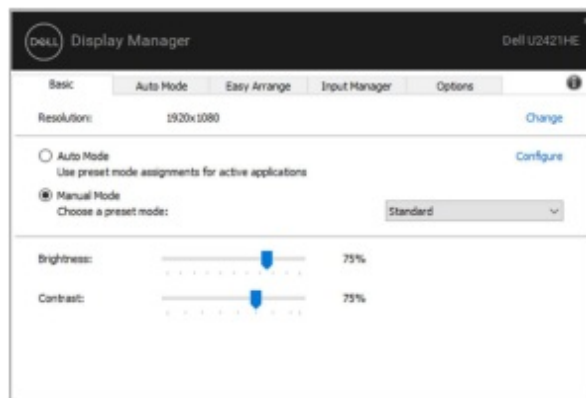 DELL Display Manager Dell U2421HE
Basic Auto Mode Easy Arrange Input Manager Options
Resolution: 1920x1080 Change
Auto Mode Configure
Use preset mode assignments for active applications
Manual Mode
Choose a preset mode: Standard
Brightness: 75%
Contrast: 75%